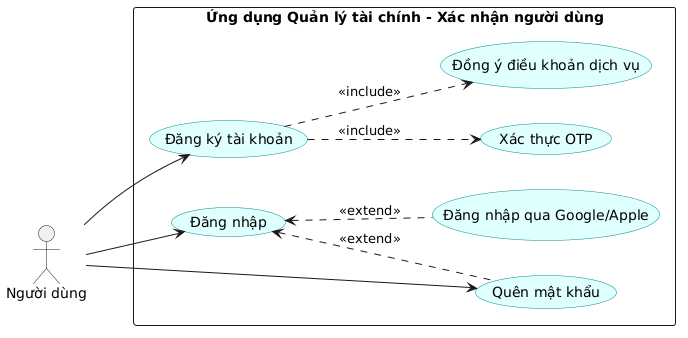 Ứng dụng Quản lý tài chính - Xác nhận người dùng
Đồng ý điều khoản dịch vụ
«include»
Đăng ký tài khoản
«include»
Xác thực OTP
Đăng nhập
«extend»
Đăng nhập qua Google/Apple
«extend»
Quên mật khẩu
Người dùng